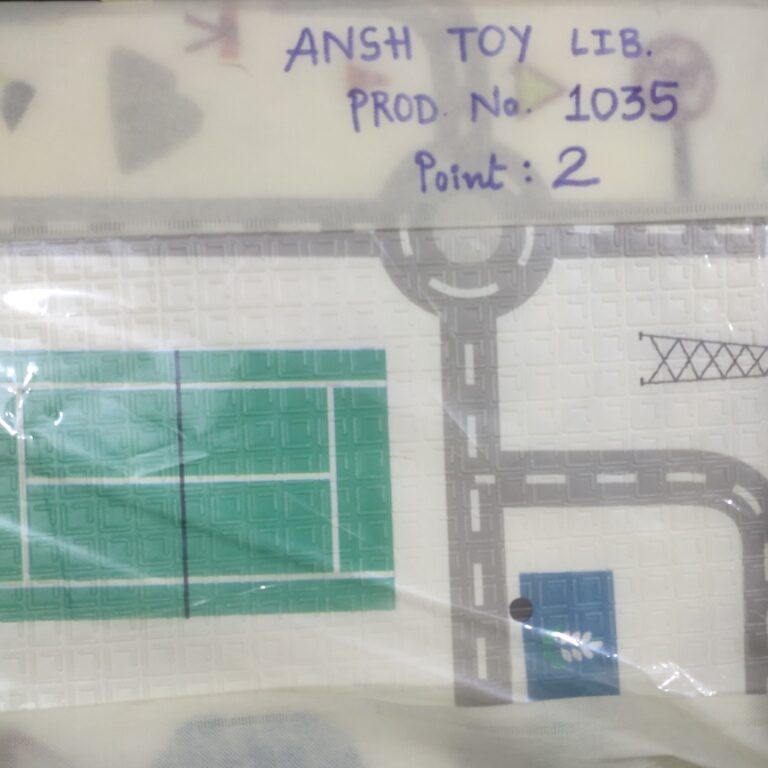 ANSH TOY LIB.
PROD. No. 1035
Point : 2